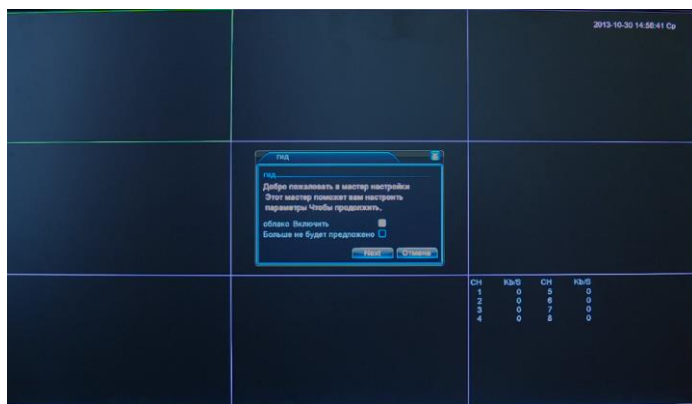 2013-10-30 14:56:41 Ср
гид
гид
Добро пожаловать в мастер настройки
Этот мастер поможет вам настроить
параметры Чтобы продолжить.
облако Включить
Больше не будет предложено
Next Отмена
CH Kb/S CH Kb/S
1 0 5 0
2 0 6 0
3 0 7 0
4 0 8 0